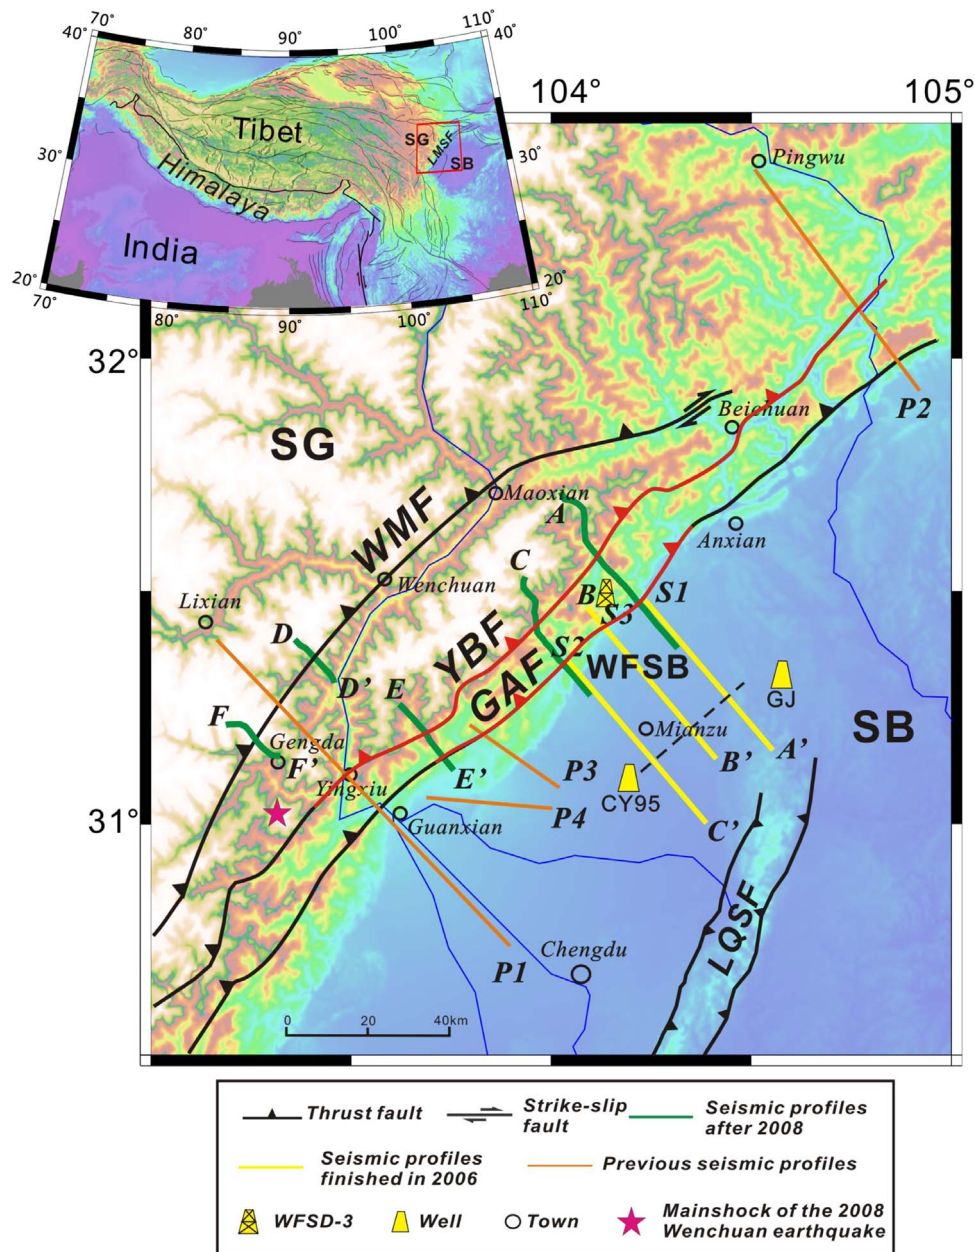 70°
80°
90°
100°
110°
40°
40°
Tibet
SG
LMSF
SB
30°
30°
Himalaya
India
20°
20°
70°
80°
90°
100°
110°
104°
105°
Pingwu
32°
P2
Beichuan
SG
WMF
Maoxian
A
Anxian
Wenchuan
C
Lixian
B
S3
S1
D
YBF
S2
WFSB
D'
GAF
E
GJ
F
Gengda
Mianzu
SB
F'
E'
P3
B'
A'
Yingxiu
CY95
P4
31°
Guanxian
C'
LQSF
P1
Chengdu
0
20
40km
Thrust fault
Strike-slip
fault
Seismic profiles
after 2008
Seismic profiles
finished in 2006
Previous seismic profiles
WFSD-3
Well
Town
Mainshock of the 2008
Wenchuan earthquake